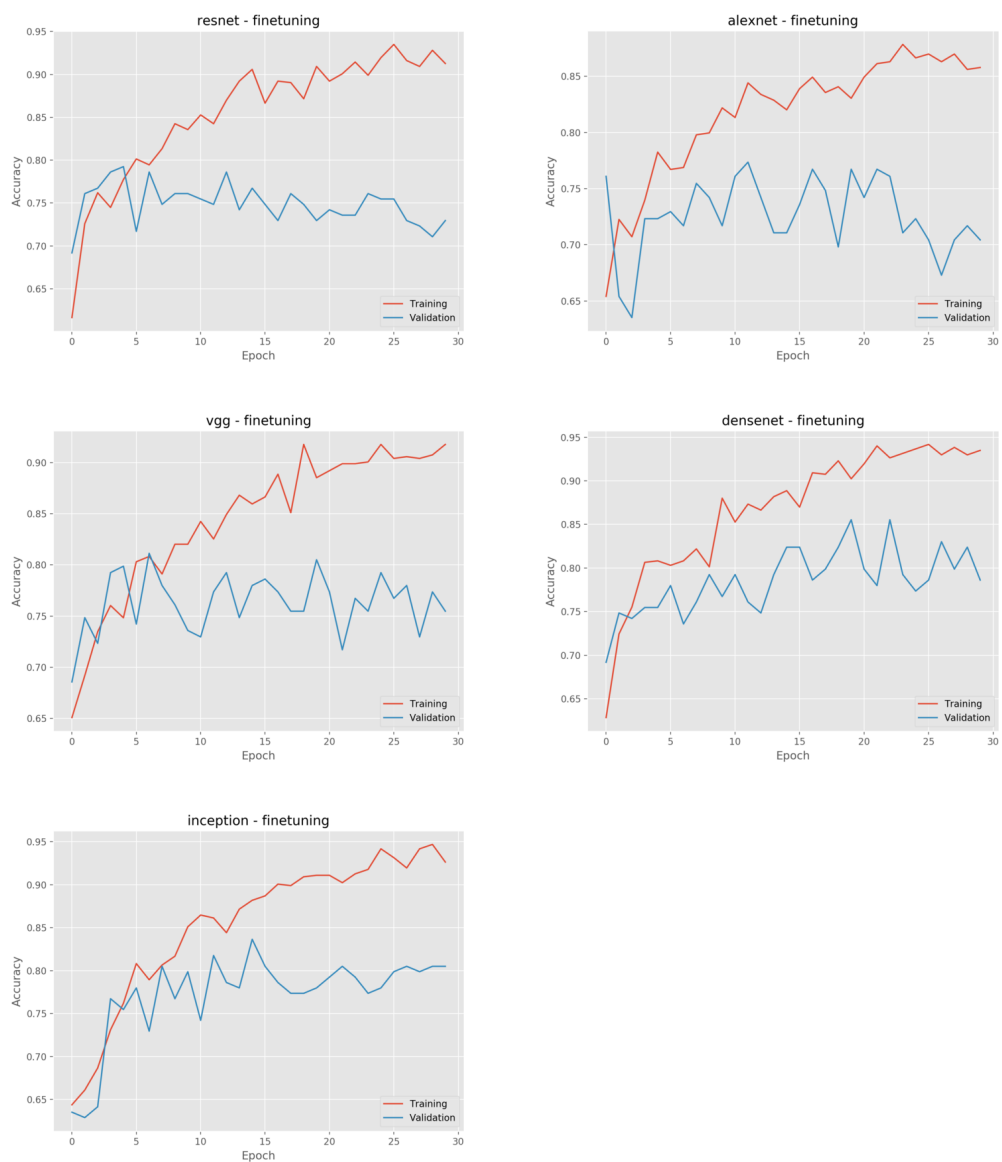 resnet - finetuning
0.95
0.90
0.85
0.80
0.75
0.70
0.65
Accuracy
0 5 10 15 20 25 30
Epoch
Training
Validation
alexnet - finetuning
0.85
0.80
0.75
0.70
0.65
Accuracy
0 5 10 15 20 25 30
Epoch
Training
Validation
vgg - finetuning
0.90
0.85
0.80
0.75
0.70
0.65
Accuracy
0 5 10 15 20 25 30
Epoch
Training
Validation
densenet - finetuning
0.95
0.90
0.85
0.80
0.75
0.70
0.65
Accuracy
0 5 10 15 20 25 30
Epoch
Training
Validation
inception - finetuning
0.95
0.90
0.85
0.80
0.75
0.70
0.65
Accuracy
0 5 10 15 20 25 30
Epoch
Training
Validation